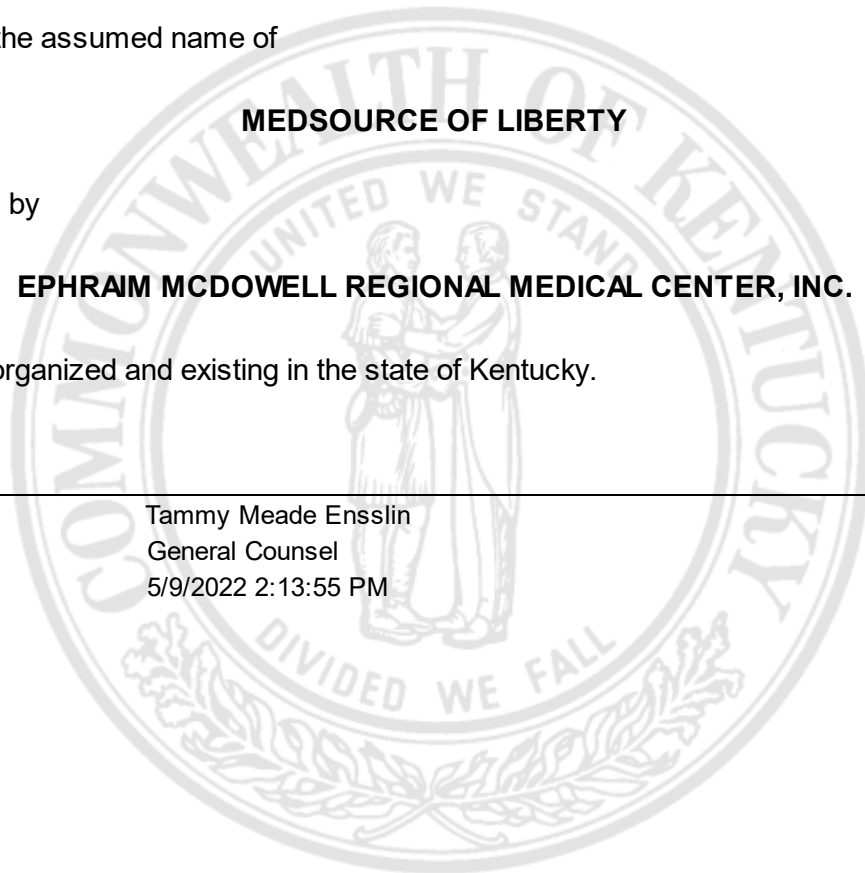 the assumed name of
MEDSOURCE OF LIBERTY
by
EPHRAIM MCDOWELL REGIONAL MEDICAL CENTER, INC.
organized and existing in the state of Kentucky.
Tammy Meade Ensslin
General Counsel
5/9/2022 2:13:55 PM
COMMONWEALTH OF KENTUCKY
UNITED WE STAND
DIVIDED WE FALL